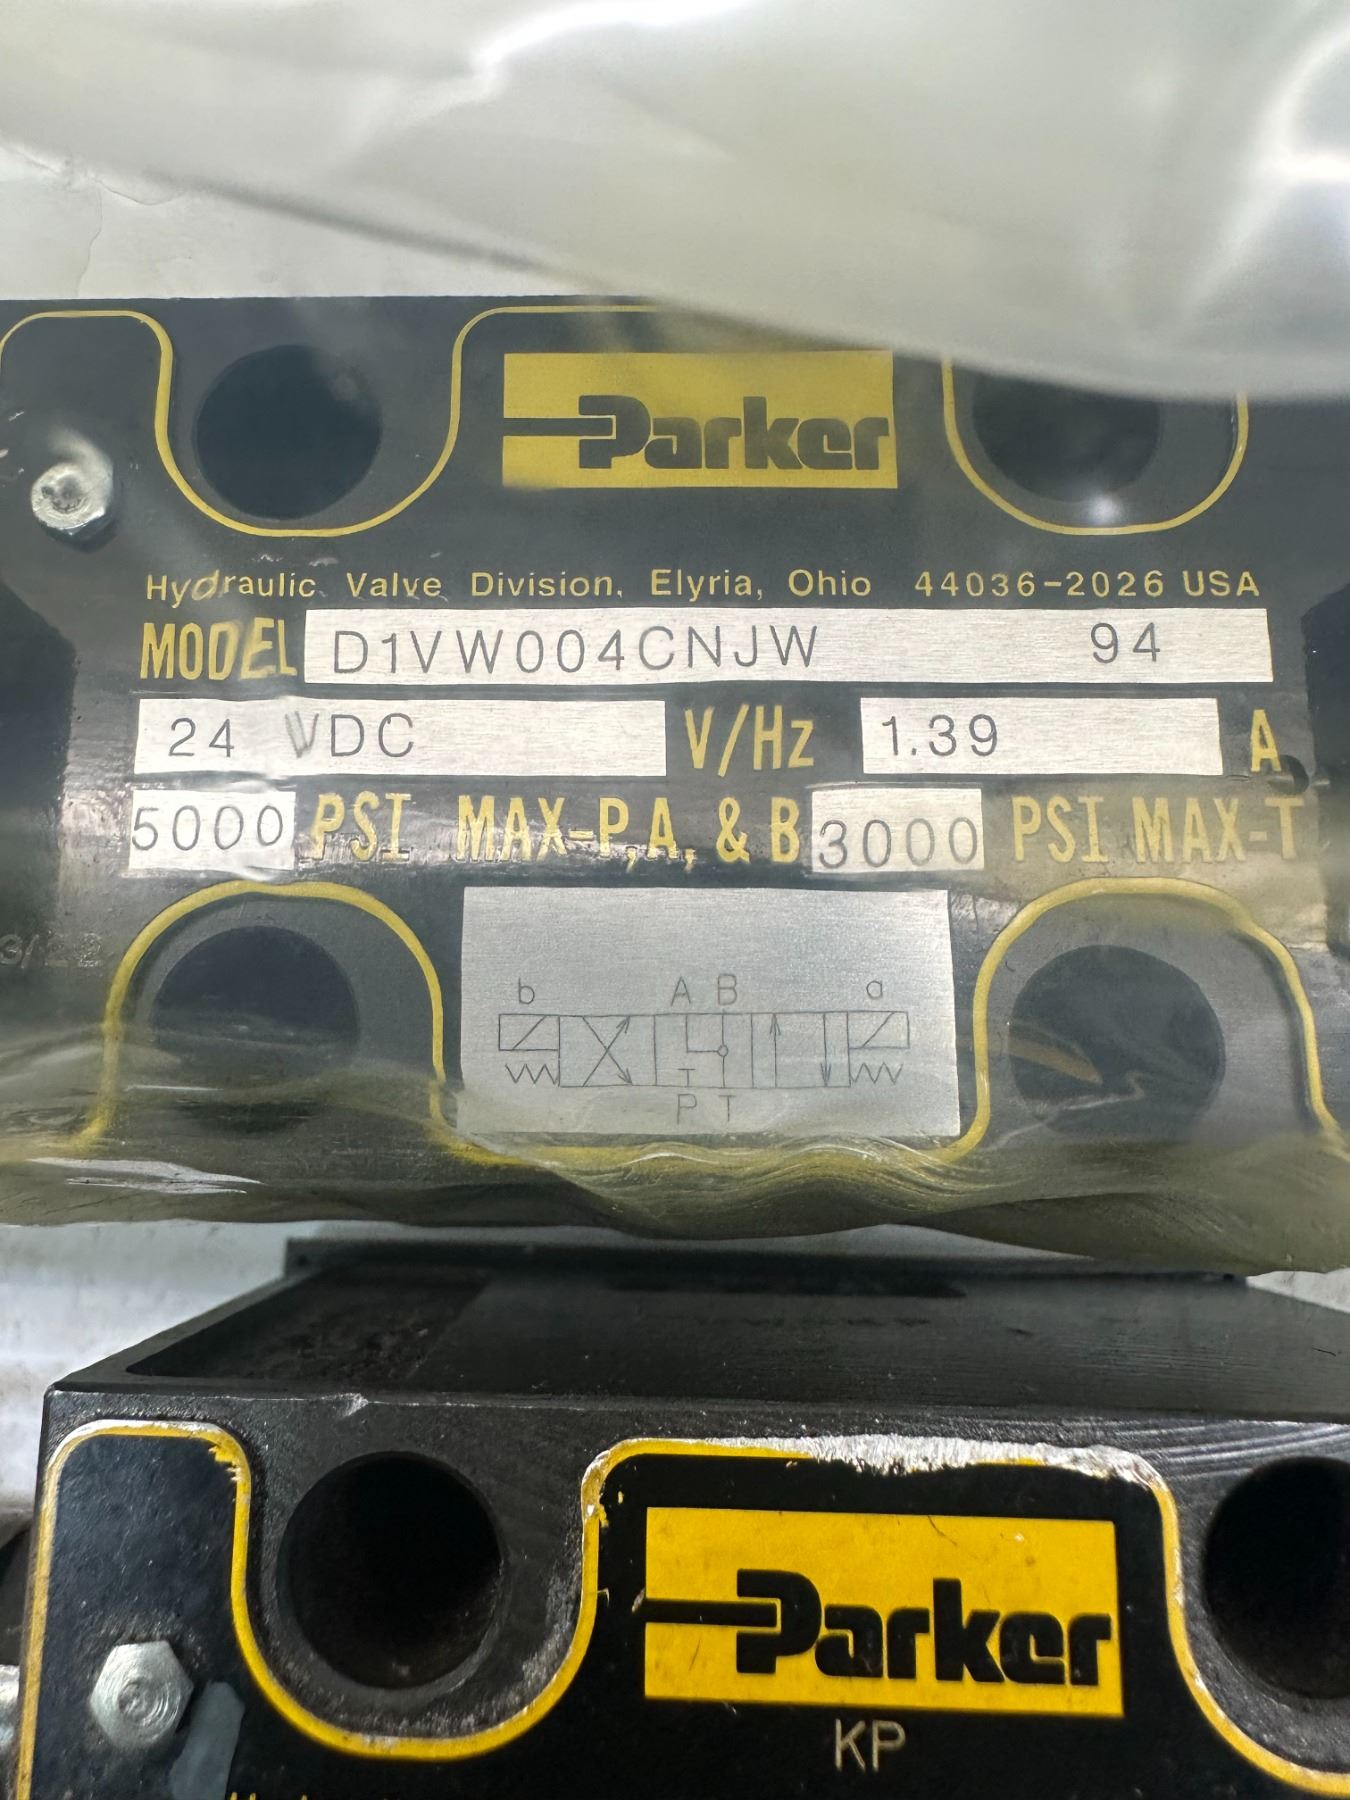 Parker
Hydraulic Valve Division, Elyria, Ohio 44036-2026 USA
MODEL D1VW004CNJW 94
24 VDC V/Hz 1.39 A
5000 PSI MAX-P,A, & B 3000 PSI MAX-T
b A B a
P T
Parker
KP